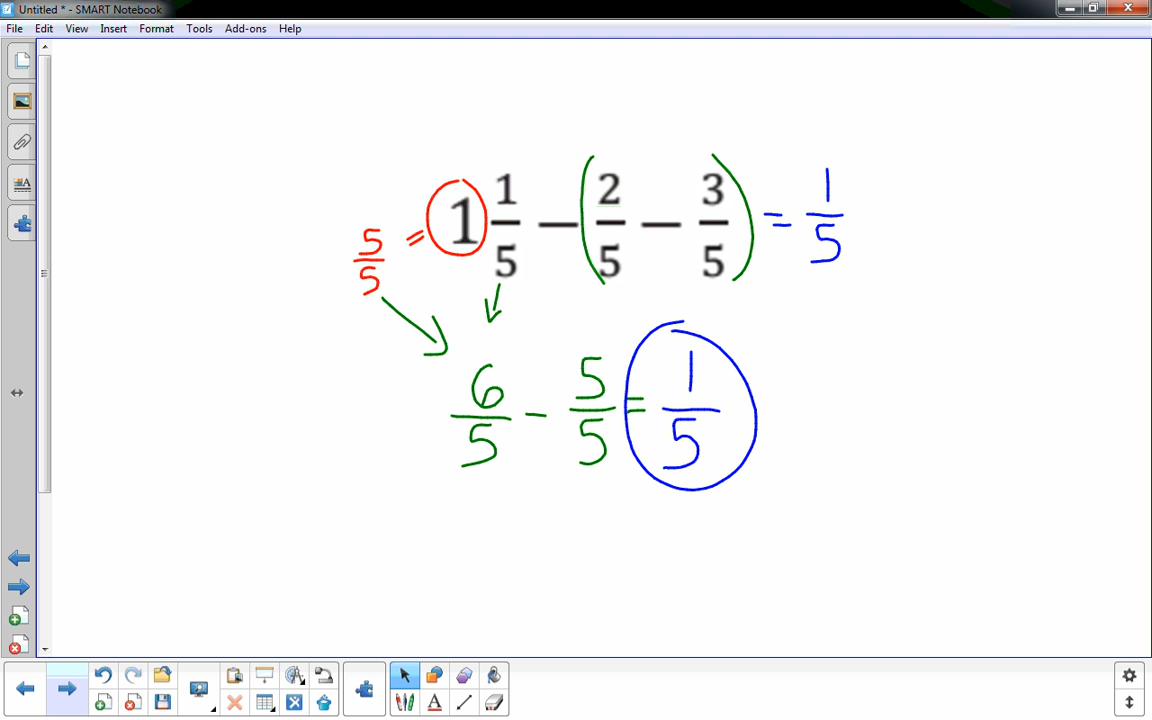 Untitled * - SMART Notebook
File Edit View Insert Format Tools Add-ons Help
5/5 = 1 1/5 − (2/5 − 3/5) = 1/5
6/5 - 5/5 = 1/5
A